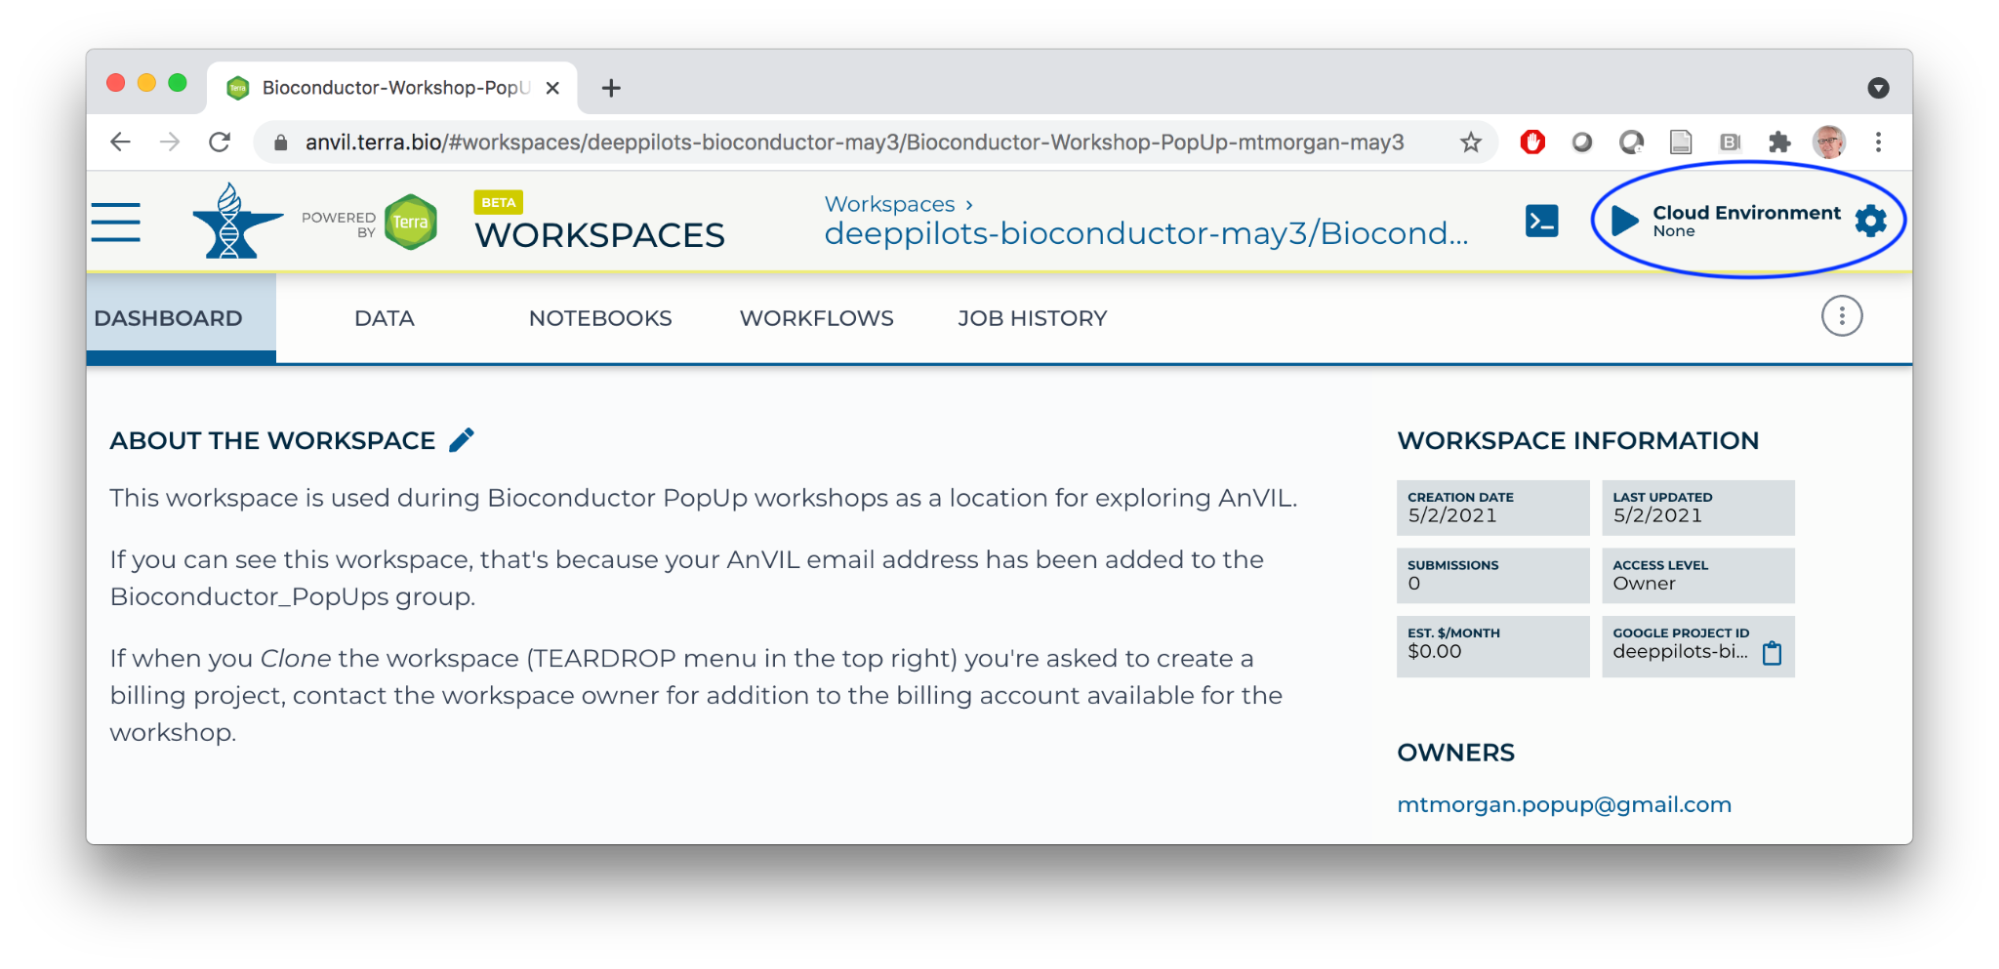 Bioconductor-Workshop-PopU
anvil.terra.bio/#workspaces/deeppilots-bioconductor-may3/Bioconductor-Workshop-PopUp-mtmorgan-may3
POWERED
BY
Terra
BETA
WORKSPACES
Workspaces ›
deeppilots-bioconductor-may3/Biocond...
Cloud Environment
None
DASHBOARD
DATA
NOTEBOOKS
WORKFLOWS
JOB HISTORY
ABOUT THE WORKSPACE
This workspace is used during Bioconductor PopUp workshops as a location for exploring AnVIL.
If you can see this workspace, that's because your AnVIL email address has been added to the
Bioconductor_PopUps group.
If when you Clone the workspace (TEARDROP menu in the top right) you're asked to create a
billing project, contact the workspace owner for addition to the billing account available for the
workshop.
WORKSPACE INFORMATION
CREATION DATE
5/2/2021
LAST UPDATED
5/2/2021
SUBMISSIONS
0
ACCESS LEVEL
Owner
EST. $/MONTH
$0.00
GOOGLE PROJECT ID
deeppilots-bi...
OWNERS
mtmorgan.popup@gmail.com